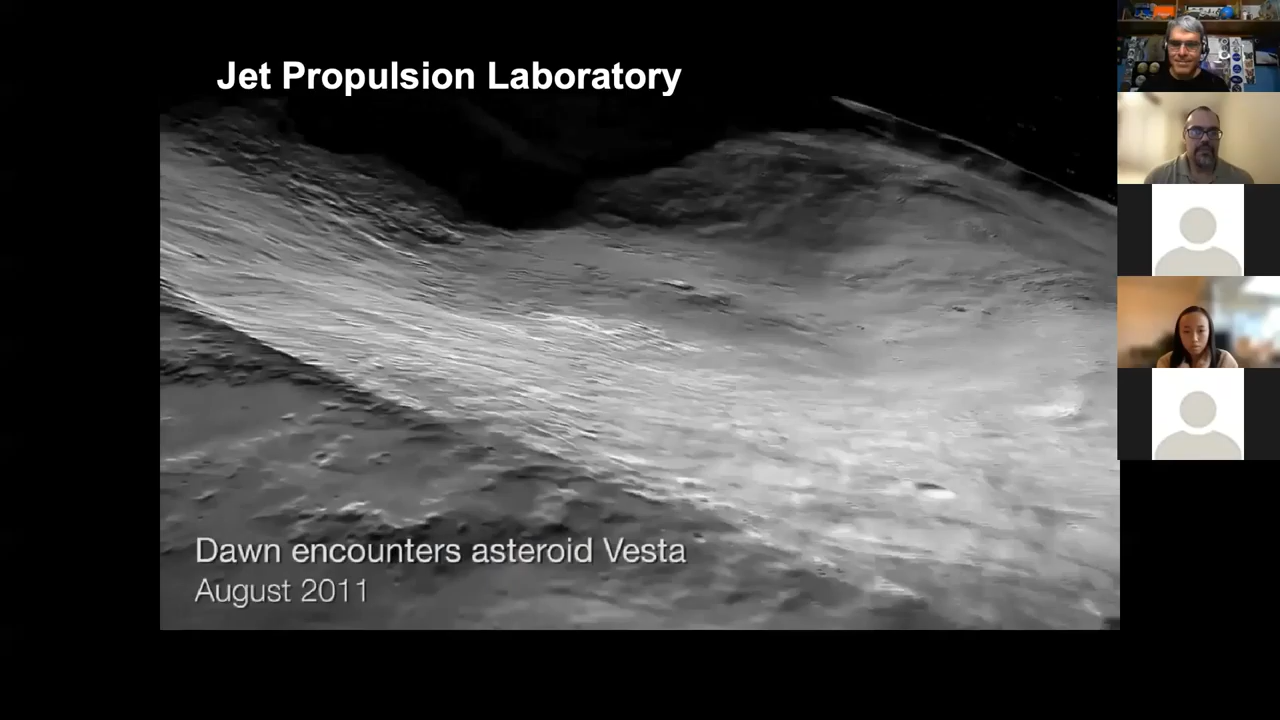 Jet Propulsion Laboratory
Dawn encounters asteroid Vesta
August 2011